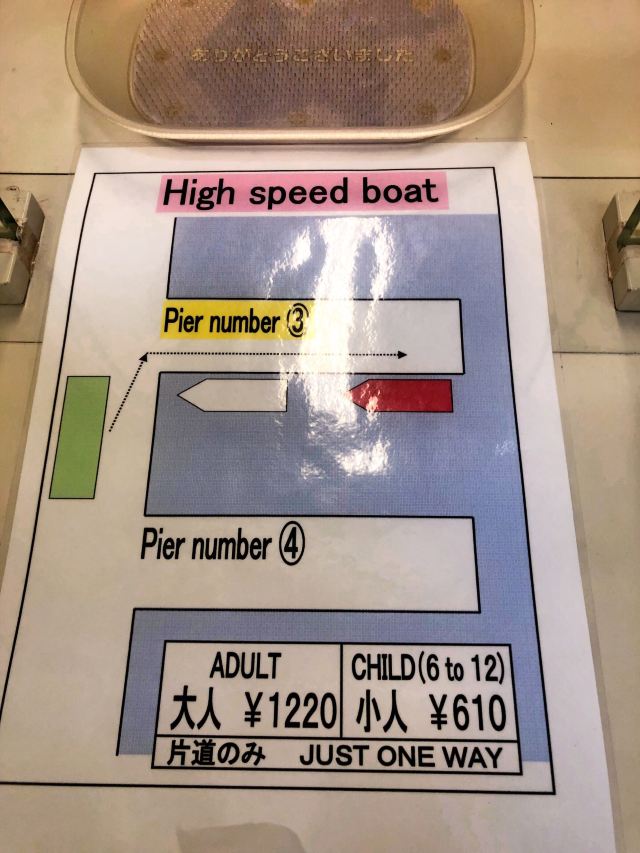 ありがとうございました
High speed boat
Pier number ③
Pier number ④
ADULT
大人 ¥1220
CHILD(6 to 12)
小人 ¥610
片道のみ JUST ONE WAY